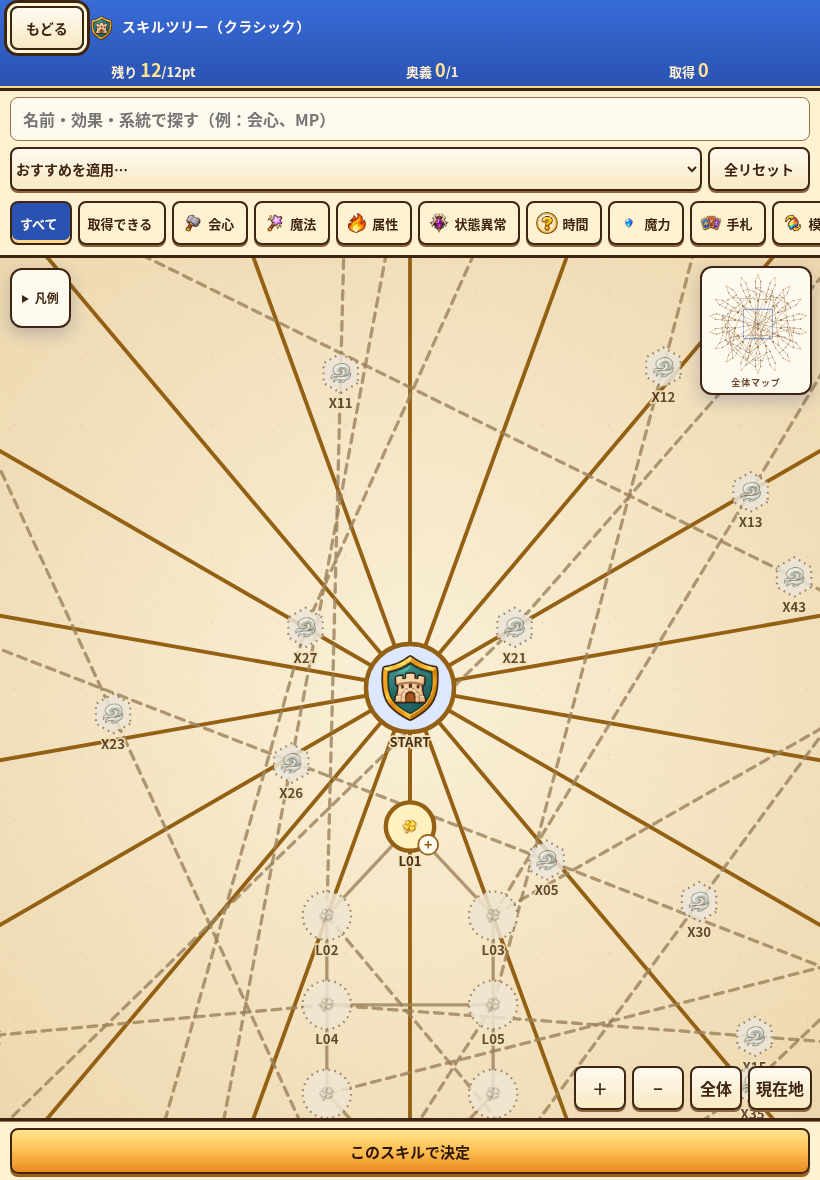 もどる
スキルツリー（クラシック）
残り 12/12pt
奥義 0/1
取得 0
名前・効果・系統で探す（例：会心、MP）
おすすめを適用…
全リセット
すべて
取得できる
会心
魔法
属性
状態異常
時間
魔力
手札
模
▶ 凡例
全体マップ
X11
X12
X13
X43
X27
X21
START
X23
X26
L01
X05
X30
L02
L03
L04
L05
X15
X35
+
−
全体
現在地
このスキルで決定